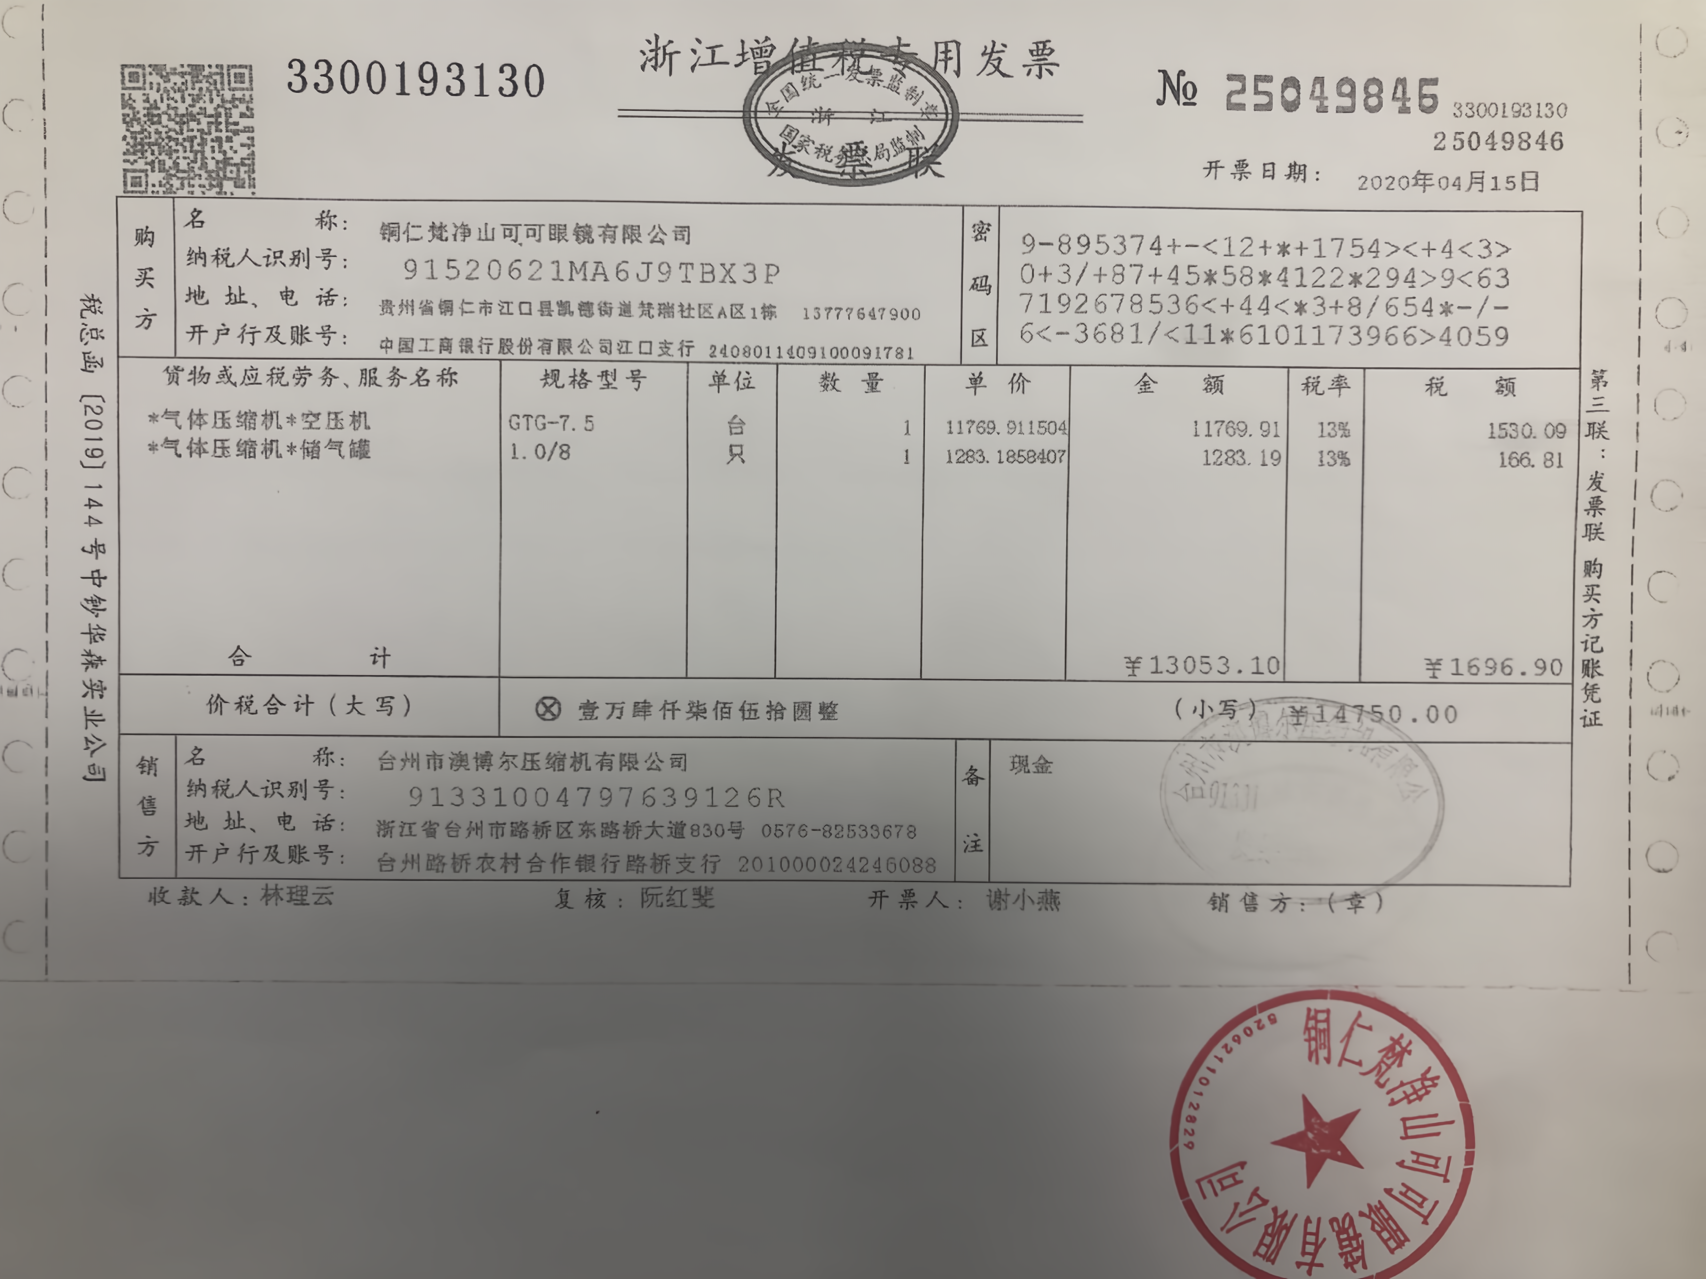 浙江增值税专用发票
3300193130
№ 25049846 3300193130
25049846
全国统一发票监制章
浙 江
国家税务总局监制
发 票 联
开票日期: 2020年04月15日
购买方
名 称: 铜仁梵净山可可眼镜有限公司
纳税人识别号: 91520621MA6J9TBX3P
地 址、电 话: 贵州省铜仁市江口县凯德街道梵瑞社区A区1栋 13777647900
开户行及账号: 中国工商银行股份有限公司江口支行 2408011409100091781
密码区
9-895374+-<12+*+1754><+4<3>
0+3/+87+45*58*4122*294>9<63
7192678536<+44<*3+8/654*-/-
6<-3681/<11*6101173966>4059
货物或应税劳务、服务名称 规格型号 单位 数 量 单 价 金 额 税率 税 额
*气体压缩机*空压机 GTG-7.5 台 1 11769.911504 11769.91 13% 1530.09
*气体压缩机*储气罐 1.0/8 只 1 1283.1858407 1283.19 13% 166.81
合 计 ¥13053.10 ¥1696.90
价税合计(大写) ⊗ 壹万肆仟柒佰伍拾圆整 (小写) ¥14750.00
销售方
名 称: 台州市澳博尔压缩机有限公司
纳税人识别号: 91331004797639126R
地 址、电 话: 浙江省台州市路桥区东路桥大道830号 0576-82533678
开户行及账号: 台州路桥农村合作银行路桥支行 201000024246088
备注
现金
收款人: 林理云 复核: 阮红斐 开票人: 谢小燕 销售方:(章)
税总函〔2019〕144号中钞华森实业公司
第三联:发票联 购买方记账凭证
铜仁梵净山可可眼镜有限公司
5206211012829